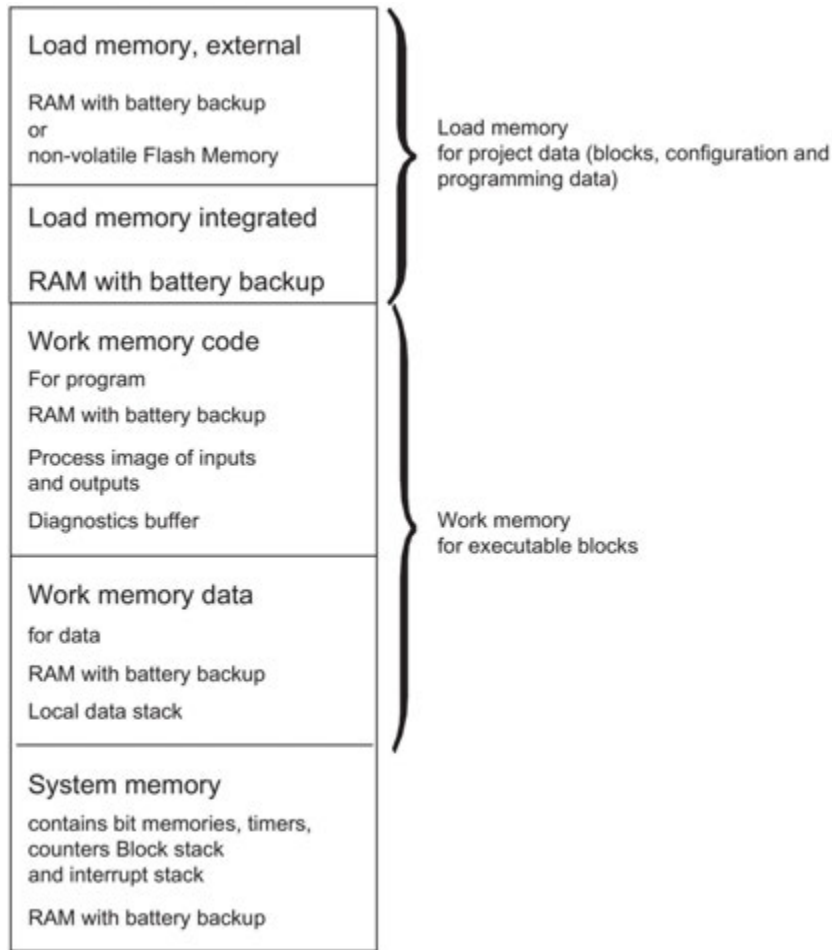 Load memory, external
RAM with battery backup
or
non-volatile Flash Memory
Load memory
for project data (blocks, configuration and
programming data)
Load memory integrated
RAM with battery backup
Work memory code
For program
RAM with battery backup
Process image of inputs
and outputs
Diagnostics buffer
Work memory
for executable blocks
Work memory data
for data
RAM with battery backup
Local data stack
System memory
contains bit memories, timers,
counters Block stack
and interrupt stack
RAM with battery backup